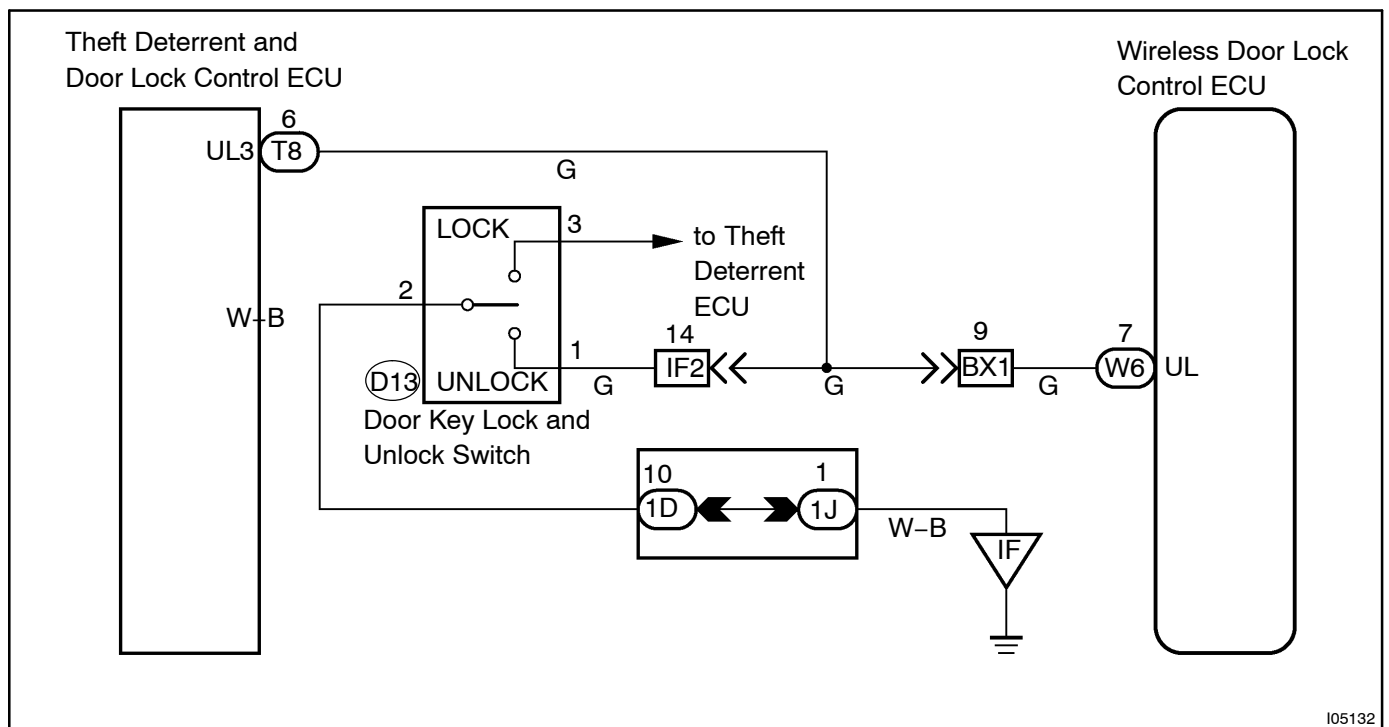 Theft Deterrent and
Door Lock Control ECU
Wireless Door Lock
Control ECU
6
UL3 T8
G
LOCK
3
to Theft
Deterrent
ECU
2
W–B
14
9
7
1
IF2
BX1
W6 UL
D13 UNLOCK
G
G
G
Door Key Lock and
Unlock Switch
10
1
1D
1J
W–B
IF
I05132